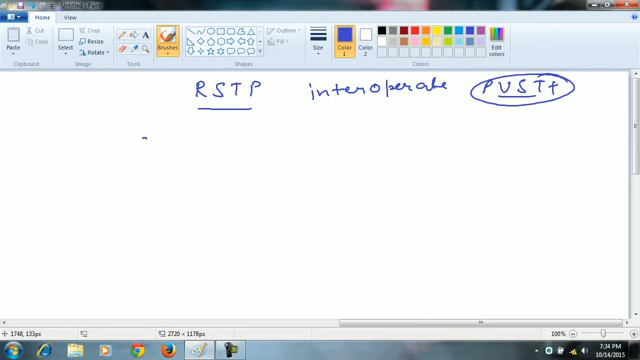 Untitled - Paint
Home View
Paste
Cut
Copy
Clipboard
Select
Crop
Resize
Rotate
Image
Tools
Brushes
Shapes
Outline
Fill
Size
Color 1
Color 2
Colors
Edit colors
RSTP interoperate PVST+
1748, 133px
2720 × 1178px
100%
7:34 PM
10/14/2015